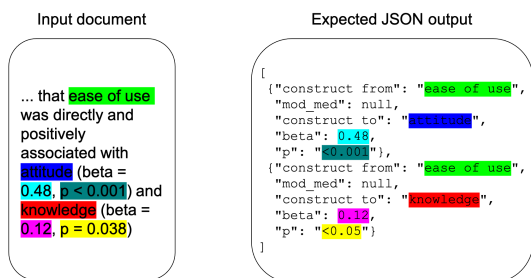 Input document
... that ease of use
was directly and
positively
associated with
attitude (beta =
0.48, p < 0.001) and
knowledge (beta =
0.12, p = 0.038)
Expected JSON output
[
{"construct from": "ease of use",
"mod_med": null,
"construct to": "attitude",
"beta": 0.48,
"p": "<0.001"},
{"construct from": "ease of use",
"mod_med": null,
"construct to": "knowledge",
"beta": 0.12,
"p": "<0.05"}
]